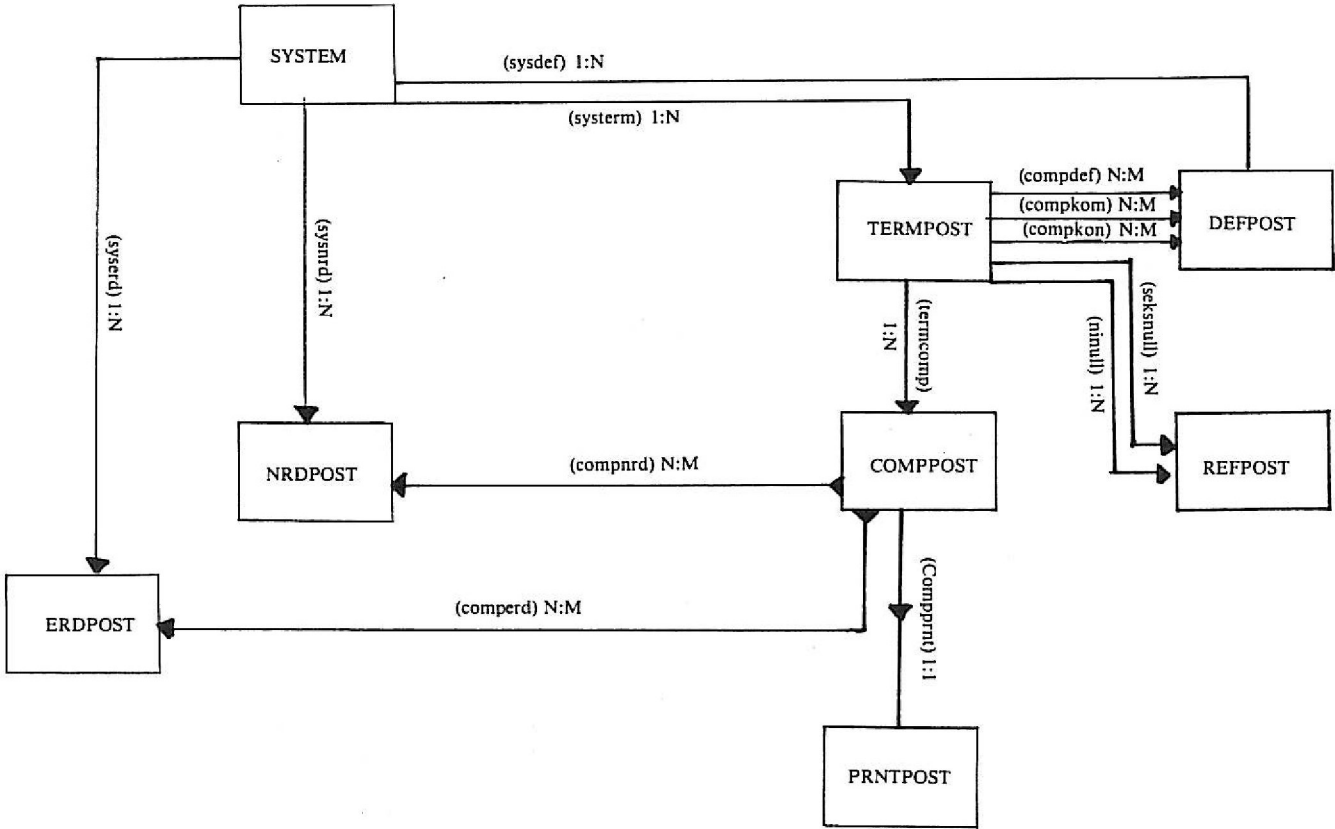 SYSTEM
(sysdef) 1:N
(systerm) 1:N
(compdef) N:M
(compkom) N:M
(compkon) N:M
TERMPOST
DEFPOST
(syserd) 1:N
(sysnrd) 1:N
(termcomp)
1:N
(ninull) 1:N
(seksnull) 1:N
NRDPOST
(compnrd) N:M
COMPPOST
REFPOST
ERDPOST
(comperd) N:M
(Compprnt) 1:1
PRNTPOST